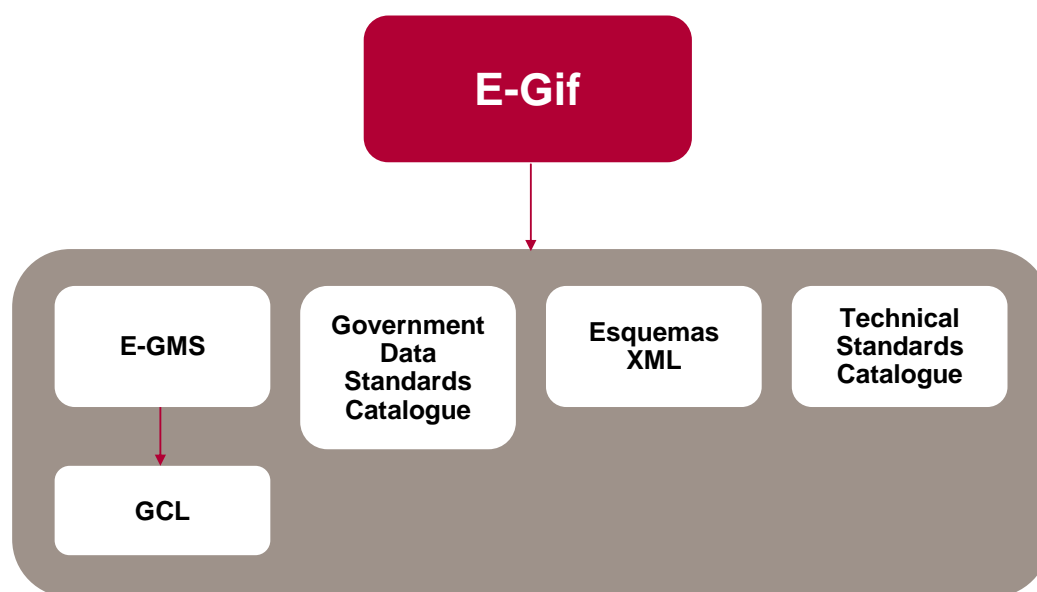 E-Gif
E-GMS
Government
Data
Standards
Catalogue
Esquemas
XML
Technical
Standards
Catalogue
GCL